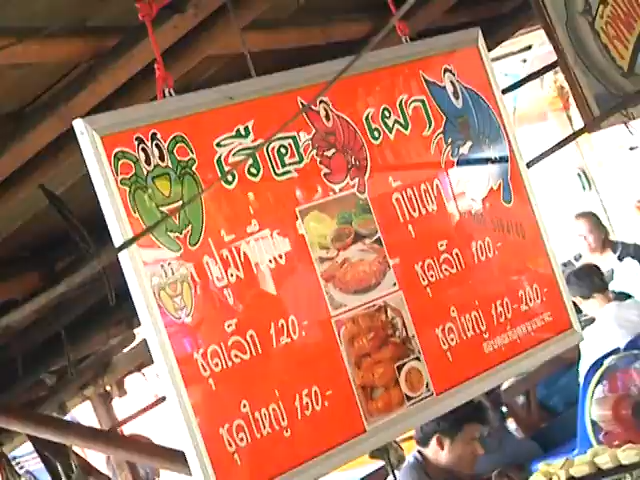 เรือ เผา
ปูม้านึ่ง
ชุดเล็ก 120.-
ชุดใหญ่ 150.-
กุ้งเผา
ชุดเล็ก 100.-
ชุดใหญ่ 150-200.-